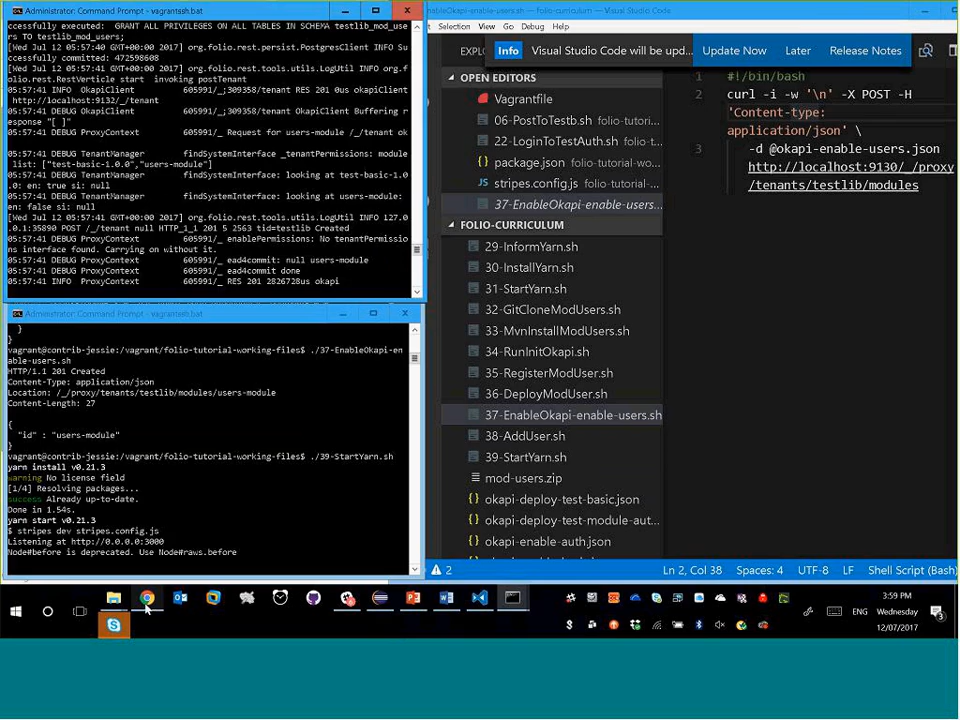 Administrator: Command Prompt - vagrantssh.bat
ccessfully executed:  GRANT ALL PRIVILEGES ON ALL TABLES IN SCHEMA testlib_mod_use
rs TO testlib_mod_users;
[Wed Jul 12 05:57:40 GMT+00:00 2017] org.folio.rest.persist.PostgresClient INFO Su
ccessfully committed: 472598608
[Wed Jul 12 05:57:41 GMT+00:00 2017] org.folio.rest.tools.utils.LogUtil INFO org.f
olio.rest.RestVerticle start  invoking postTenant
05:57:41 INFO  OkapiClient          605991/_;309358/tenant RES 201 0us okapiClient
http://localhost:9132/_/tenant
05:57:41 DEBUG OkapiClient          605991/_;309358/tenant OkapiClient Buffering r
esponse "[ ]"
05:57:41 DEBUG ProxyContext         605991/_ Request for users-module /_/tenant ok
05:57:41 DEBUG TenantManager        findSystemInterface _tenantPermissions: module
list: ["test-basic-1.0.0","users-module"]
05:57:41 DEBUG TenantManager        findSystemInterface: looking at test-basic-1.0
.0: en: true si: null
05:57:41 DEBUG TenantManager        findSystemInterface: looking at users-module:
en: false si: null
[Wed Jul 12 05:57:41 GMT+00:00 2017] org.folio.rest.tools.utils.LogUtil INFO 127.0
.0.1:35890 POST /_/tenant null HTTP_1_1 201 5 2563 tid=testlib Created
05:57:41 DEBUG ProxyContext         605991/_ enablePermissions: No tenantPermissio
ns interface found. Carrying on without it.
05:57:41 DEBUG ProxyContext         605991/_ ead4commit: null users-module
05:57:41 DEBUG ProxyContext         605991/_ ead4commit done
05:57:41 INFO  ProxyContext         605991/_ RES 201 2826728us okapi
Administrator: Command Prompt - vagrantssh.bat
}
}
vagrant@contrib-jessie:/vagrant/folio-tutorial-working-files$ ./37-EnableOkapi-en
able-users.sh
HTTP/1.1 201 Created
Content-Type: application/json
Location: /_/proxy/tenants/testlib/modules/users-module
Content-Length: 27
{
"id" : "users-module"
}
vagrant@contrib-jessie:/vagrant/folio-tutorial-working-files$ ./39-StartYarn.sh
yarn install v0.21.3
warning No license field
[1/4] Resolving packages...
success Already up-to-date.
Done in 1.54s.
yarn start v0.21.3
$ stripes dev stripes.config.js
Listening at http://0.0.0.0:3000
Node#before is deprecated. Use Node#raws.before
Selection View Go Debug Help
Info Visual Studio Code will be upd... Update Now Later Release Notes
OPEN EDITORS
Vagrantfile
06-PostToTestb.sh folio-tutori...
22-LoginToTestAuth.sh folio-...
package.json folio-tutorial-wo...
JS stripes.config.js folio-tutorial-...
37-EnableOkapi-enable-users...
FOLIO-CURRICULUM
29-InformYarn.sh
30-InstallYarn.sh
31-StartYarn.sh
32-GitCloneModUsers.sh
33-MvnInstallModUsers.sh
34-RunInitOkapi.sh
35-RegisterModUser.sh
36-DeployModUser.sh
37-EnableOkapi-enable-users.sh
38-AddUser.sh
39-StartYarn.sh
mod-users.zip
{ } okapi-deploy-test-basic.json
{ } okapi-deploy-test-module-aut...
{ } okapi-enable-auth.json
1 #!/bin/bash
2 curl -i -w '\n' -X POST -H
'Content-type:
application/json' \
3 -d @okapi-enable-users.json
http://localhost:9130/_/proxy
/tenants/testlib/modules
2 Ln 2, Col 38 Spaces: 4 UTF-8 LF Shell Script (Bash)
ENG
3:59 PM
Wednesday
12/07/2017
3